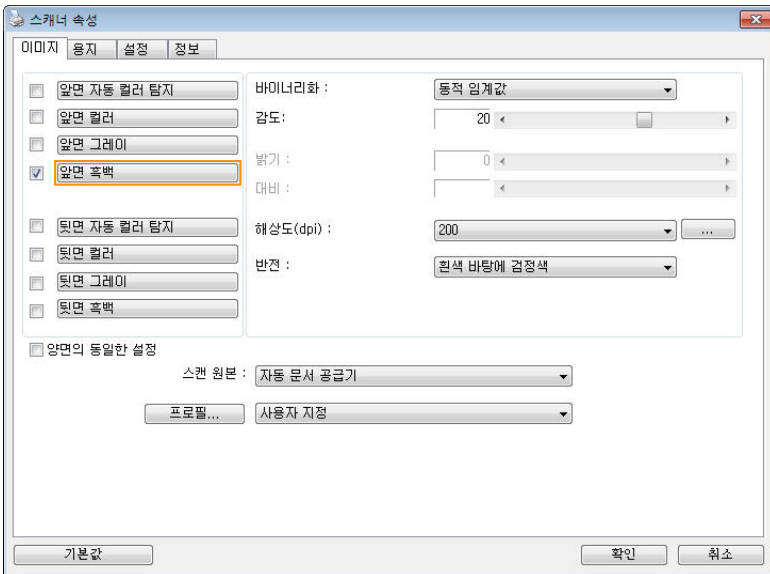 스캐너 속성
이미지 용지 설정 정보
앞면 자동 컬러 탐지
앞면 컬러
앞면 그레이
앞면 흑백
뒷면 자동 컬러 탐지
뒷면 컬러
뒷면 그레이
뒷면 흑백
바이너리화 : 동적 임계값
감도: 20
밝기 : 0
대비 :
해상도(dpi) : 200 ...
반전 : 흰색 바탕에 검정색
양면의 동일한 설정
스캔 원본 : 자동 문서 공급기
프로필... 사용자 지정
기본값 확인 취소